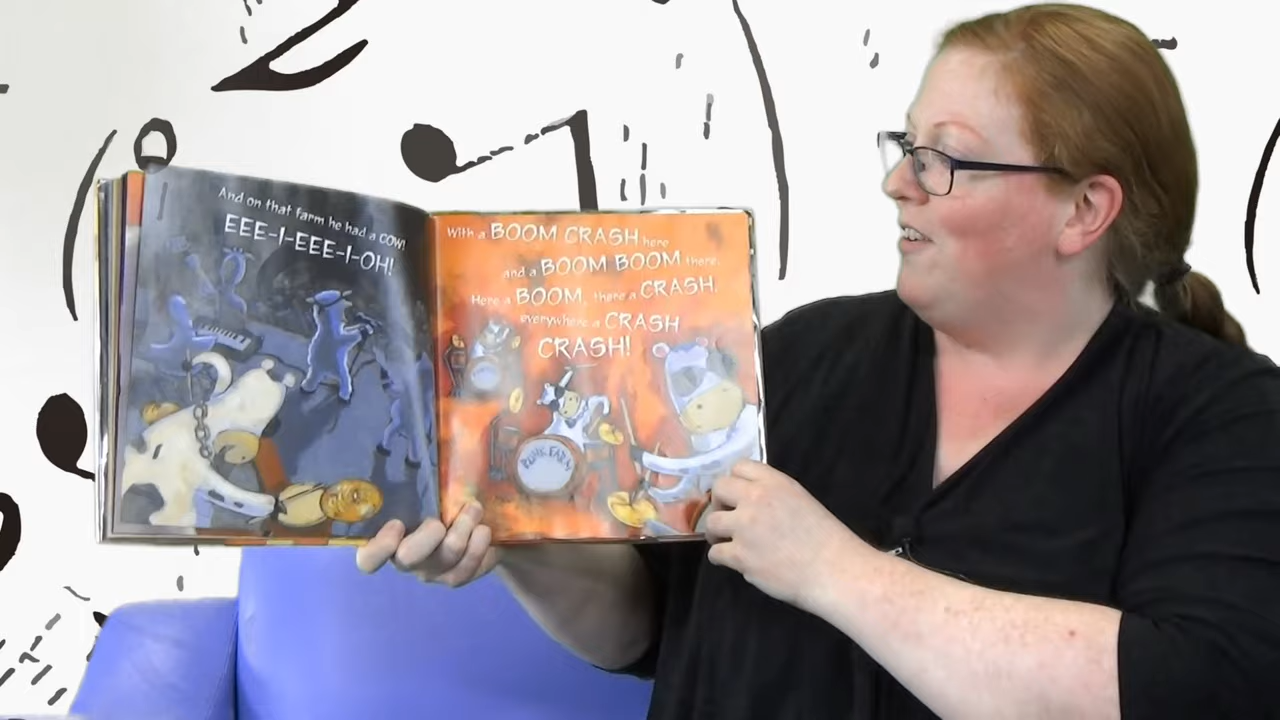 And on that farm he had a COW!
EEE-I-EEE-I-OH!
With a BOOM CRASH here
and a BOOM BOOM there.
Here a BOOM, there a CRASH,
everywhere a CRASH
CRASH!
PUNK FARM